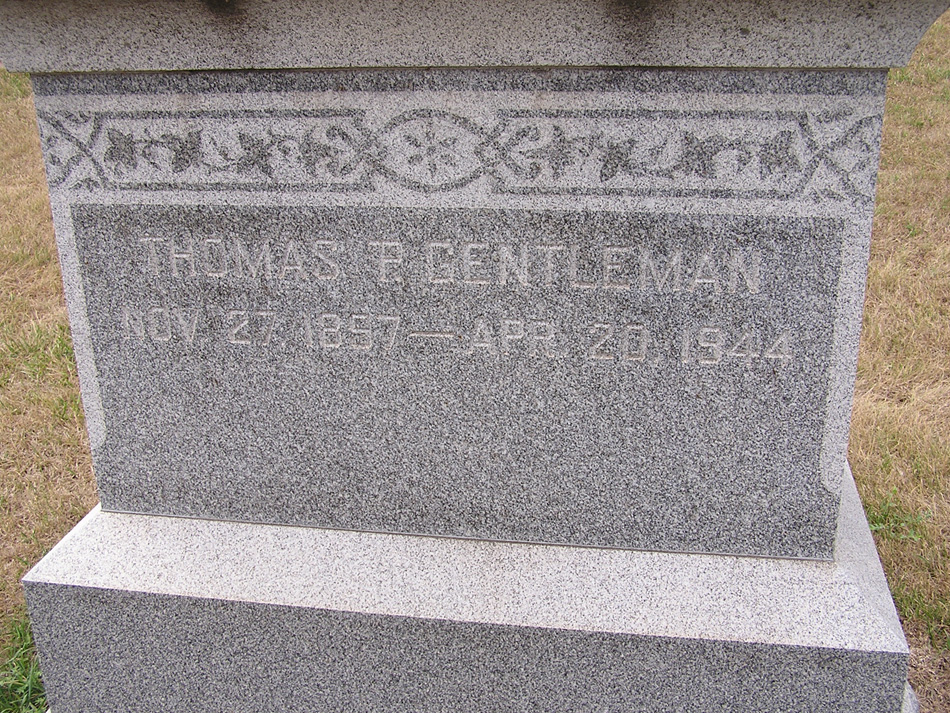 THOMAS P. GENTLEMAN
NOV. 27, 1857—APR. 20, 1944